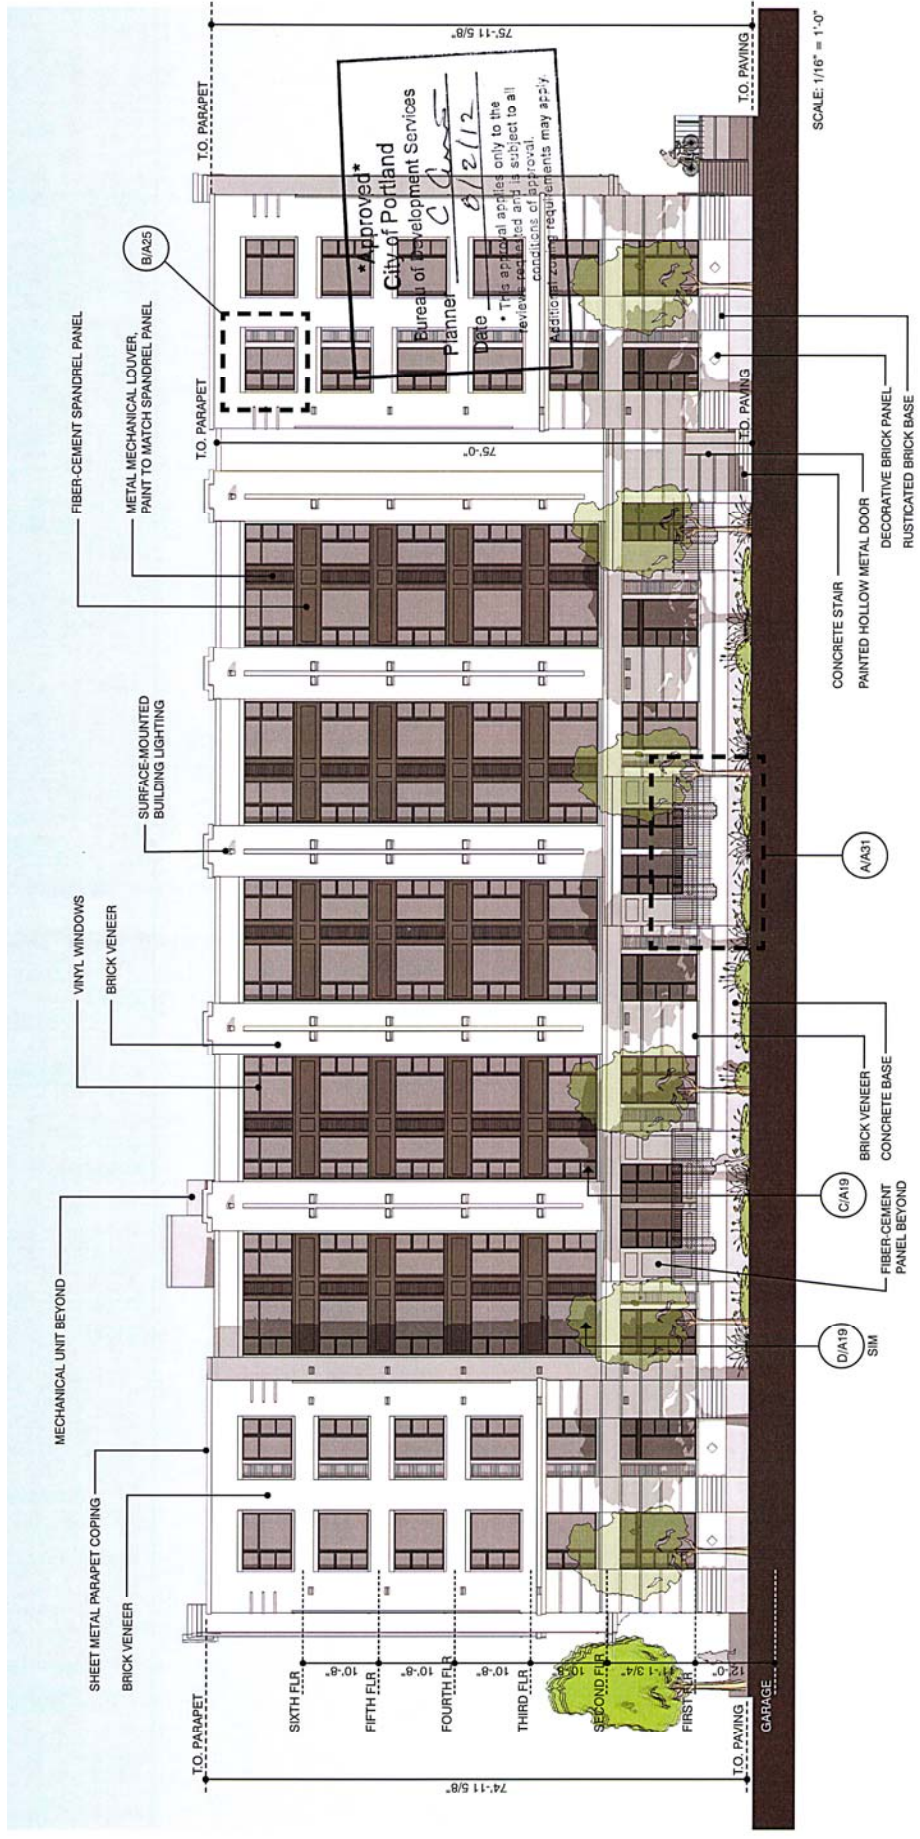 SHEET METAL PARAPET COPING
BRICK VENEER
MECHANICAL UNIT BEYOND
VINYL WINDOWS
BRICK VENEER
SURFACE-MOUNTED
BUILDING LIGHTING
FIBER-CEMENT SPANDREL PANEL
METAL MECHANICAL LOUVER,
PAINT TO MATCH SPANDREL PANEL
B/A25
T.O. PARAPET
T.O. PARAPET
T.O. PARAPET
75'-11 5/8"
75'-0"
74'-11 5/8"
*Approved*
City of Portland
Bureau of Development Services
Planner
Date 8/2/12
* This approval applies only to the
reviews requested and is subject to all
conditions of approval.
Additional zoning requirements may apply.
SIXTH FLR
10'-8"
FIFTH FLR
10'-8"
FOURTH FLR
10'-8"
THIRD FLR
10'-8"
SECOND FLR
11'-1 3/4"
FIRST FLR
12'-0"
GARAGE
T.O. PAVING
T.O. PAVING
T.O. PAVING
D/A19
SIM
FIBER-CEMENT
PANEL BEYOND
C/A19
BRICK VENEER
CONCRETE BASE
A/A31
CONCRETE STAIR
PAINTED HOLLOW METAL DOOR
DECORATIVE BRICK PANEL
RUSTICATED BRICK BASE
SCALE: 1/16" = 1'-0"